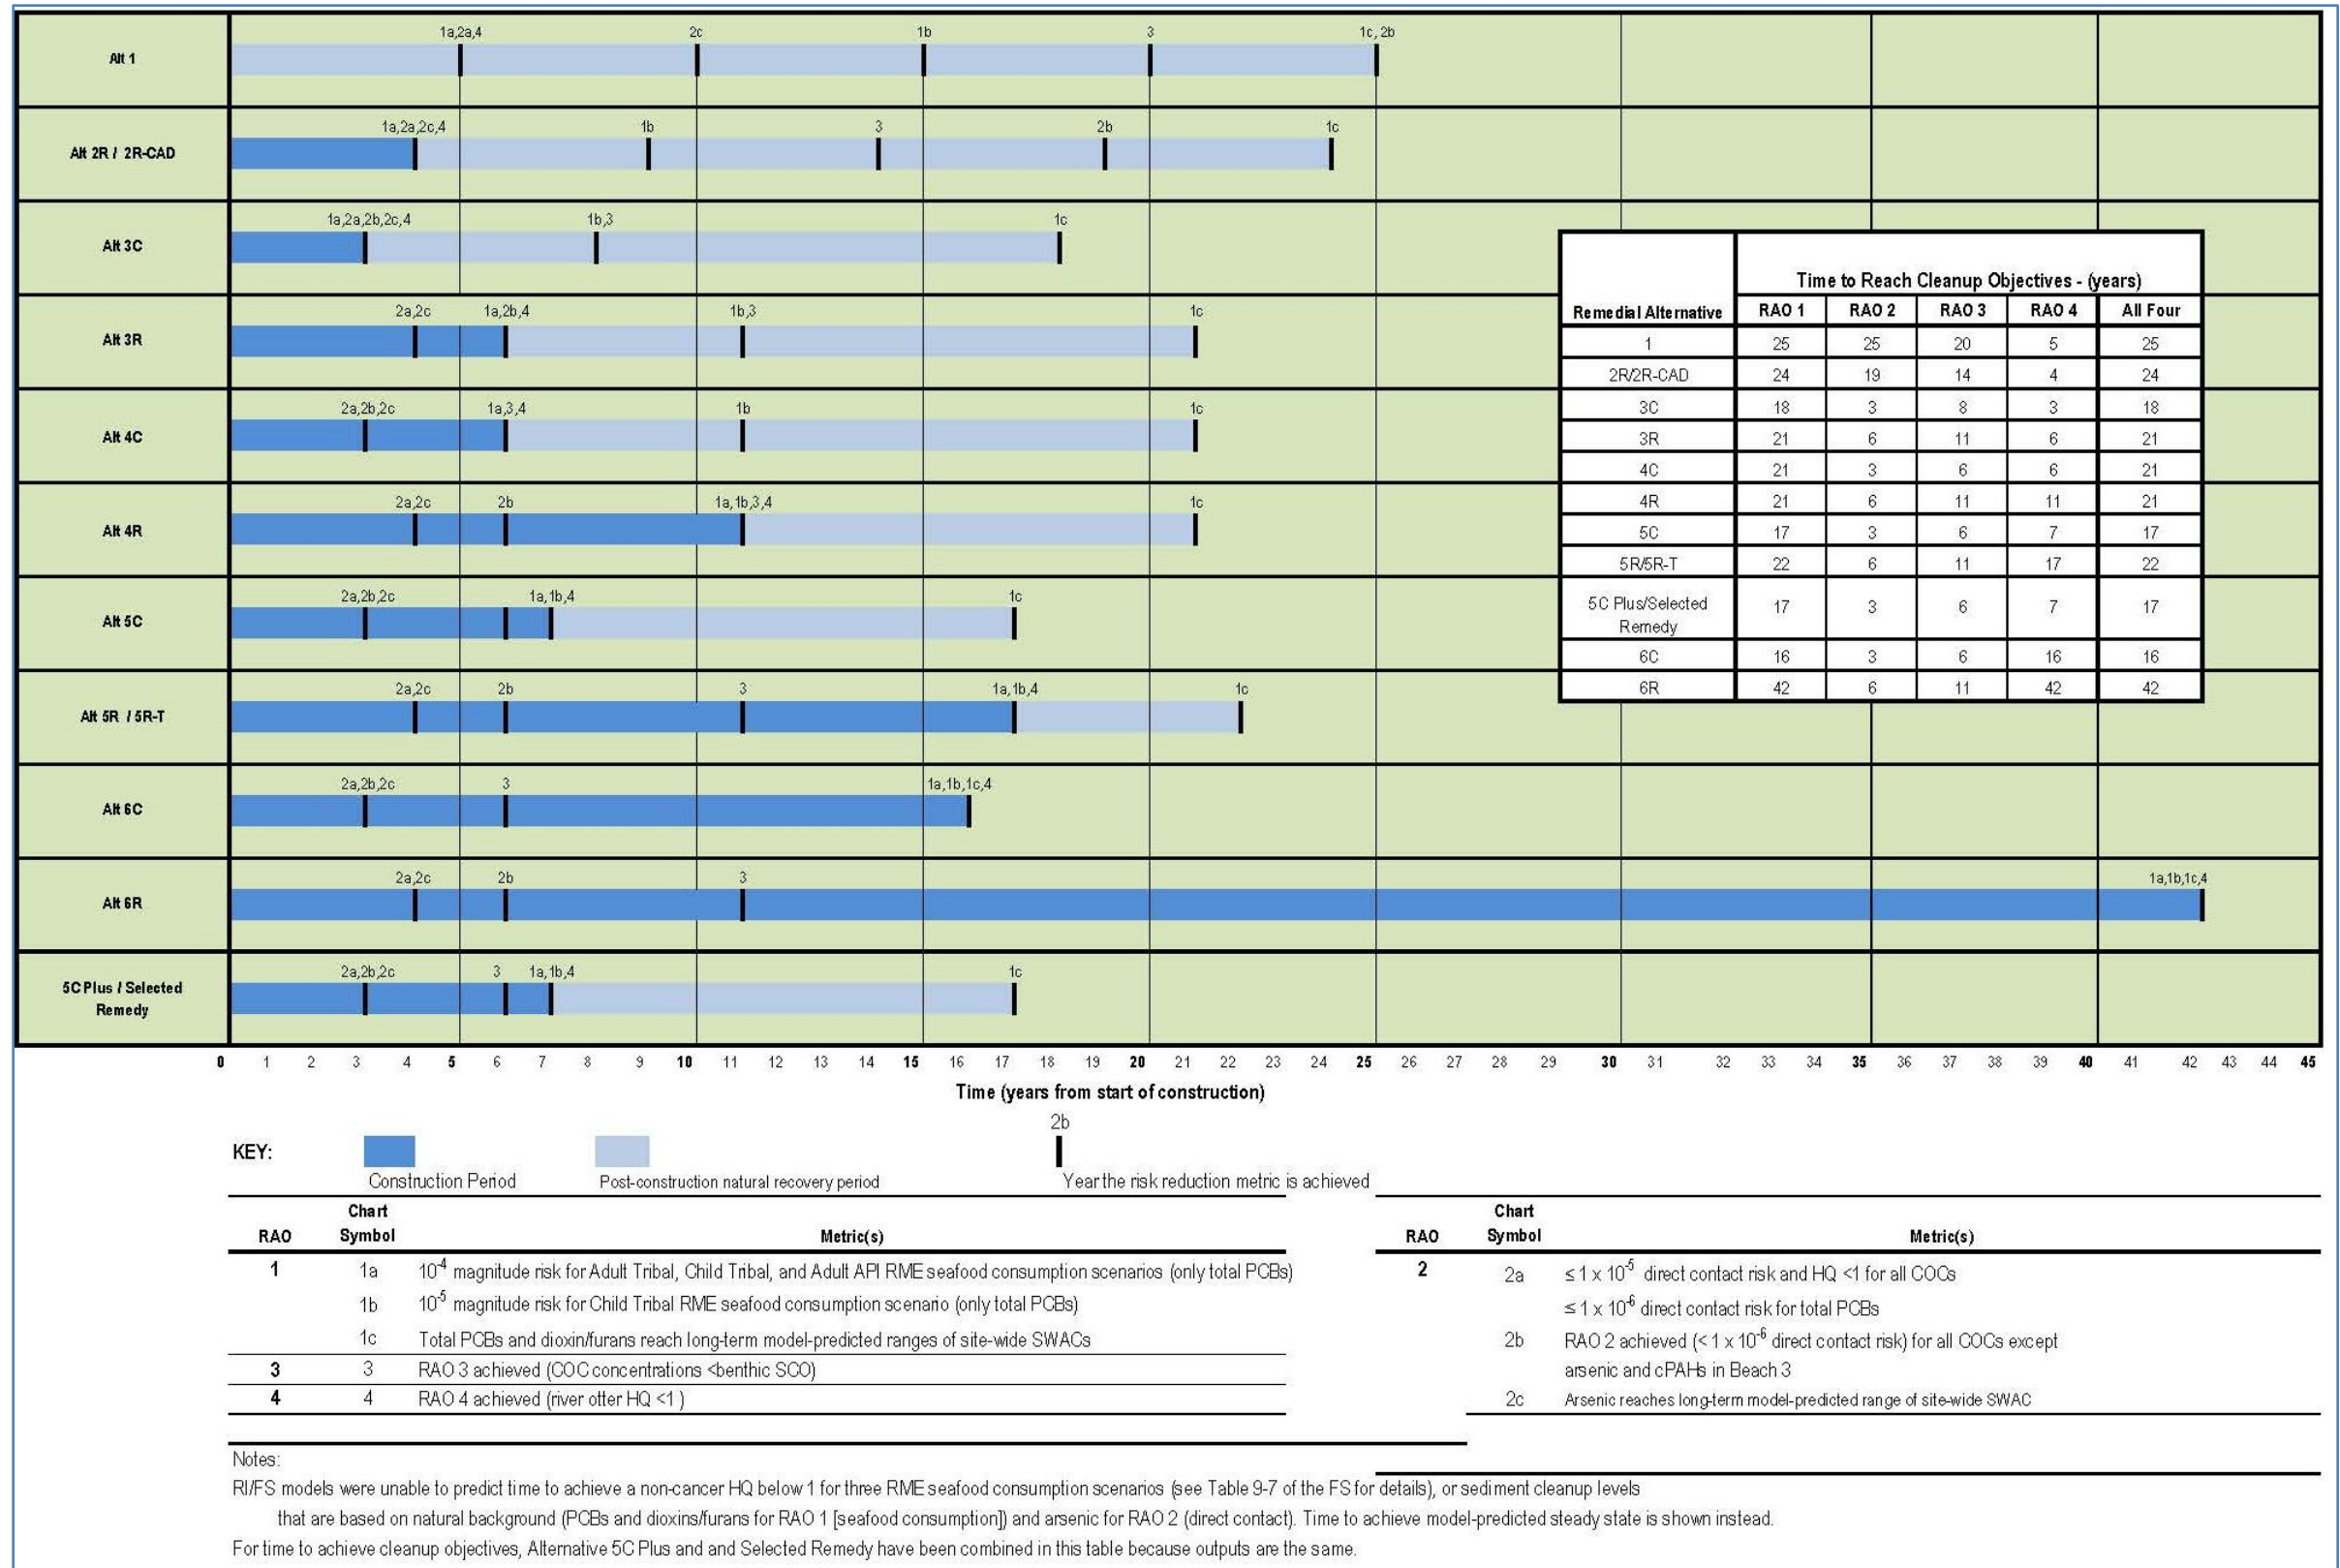 1a,2a,4 2c 1b 3 1c, 2b
Alt 1
1a,2a,2c,4 1b 3 2b 1c
Alt 2R / 2R-CAD
1a,2a,2b,2c,4 1b,3 1c
Alt 3C
2a,2c 1a,2b,4 1b,3 1c
Alt 3R
2a,2b,2c 1a,3,4 1b 1c
Alt 4C
2a,2c 2b 1a,1b,3,4 1c
Alt 4R
2a,2b,2c 1a,1b,4 1c
Alt 5C
2a,2c 2b 3 1a,1b,4 1c
Alt 5R / 5R-T
2a,2b,2c 3 1a,1b,1c,4
Alt 6C
2a,2c 2b 3 1a,1b,1c,4
Alt 6R
2a,2b,2c 3 1a,1b,4 1c
5C Plus / Selected
Remedy
Time to Reach Cleanup Objectives - (years)
Remedial Alternative RAO 1 RAO 2 RAO 3 RAO 4 All Four
1 25 25 20 5 25
2R/2R-CAD 24 19 14 4 24
3C 18 3 8 3 18
3R 21 6 11 6 21
4C 21 3 6 6 21
4R 21 6 11 11 21
5C 17 3 6 7 17
5R/5R-T 22 6 11 17 22
5C Plus/Selected
Remedy 17 3 6 7 17
6C 16 3 6 16 16
6R 42 6 11 42 42
0 1 2 3 4 5 6 7 8 9 10 11 12 13 14 15 16 17 18 19 20 21 22 23 24 25 26 27 28 29 30 31 32 33 34 35 36 37 38 39 40 41 42 43 44 45
Time (years from start of construction)
2b
KEY:
Construction Period Post-construction natural recovery period Year the risk reduction metric is achieved
RAO Chart Symbol Metric(s)
1 1a 10-4 magnitude risk for Adult Tribal, Child Tribal, and Adult API RME seafood consumption scenarios (only total PCBs)
1b 10-5 magnitude risk for Child Tribal RME seafood consumption scenario (only total PCBs)
1c Total PCBs and dioxin/furans reach long-term model-predicted ranges of site-wide SWACs
3 3 RAO 3 achieved (COC concentrations <benthic SCO)
4 4 RAO 4 achieved (river otter HQ <1 )
RAO Chart Symbol Metric(s)
2 2a ≤ 1 x 10-5 direct contact risk and HQ <1 for all COCs
≤ 1 x 10-6 direct contact risk for total PCBs
2b RAO 2 achieved (< 1 x 10-6 direct contact risk) for all COCs except
arsenic and cPAHs in Beach 3
2c Arsenic reaches long-term model-predicted range of site-wide SWAC
Notes:
RI/FS models were unable to predict time to achieve a non-cancer HQ below 1 for three RME seafood consumption scenarios (see Table 9-7 of the FS for details), or sediment cleanup levels
that are based on natural background (PCBs and dioxins/furans for RAO 1 [seafood consumption]) and arsenic for RAO 2 (direct contact). Time to achieve model-predicted steady state is shown instead.
For time to achieve cleanup objectives, Alternative 5C Plus and and Selected Remedy have been combined in this table because outputs are the same.